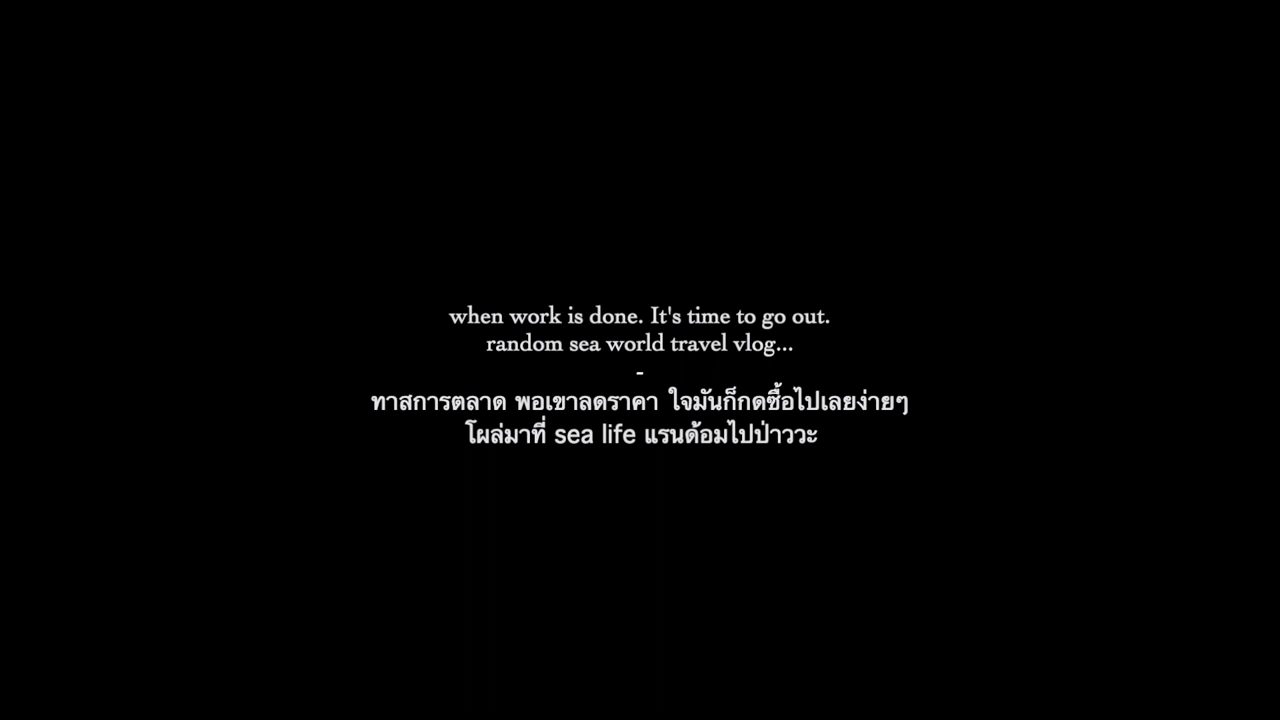 when work is done. It's time to go out.
random sea world travel vlog...
-
ทาสการตลาด พอเขาลดราคา ใจมันก็กดซื้อไปเลยง่ายๆ
โผล่มาที่ sea life แรนด้อมไปป่าววะ